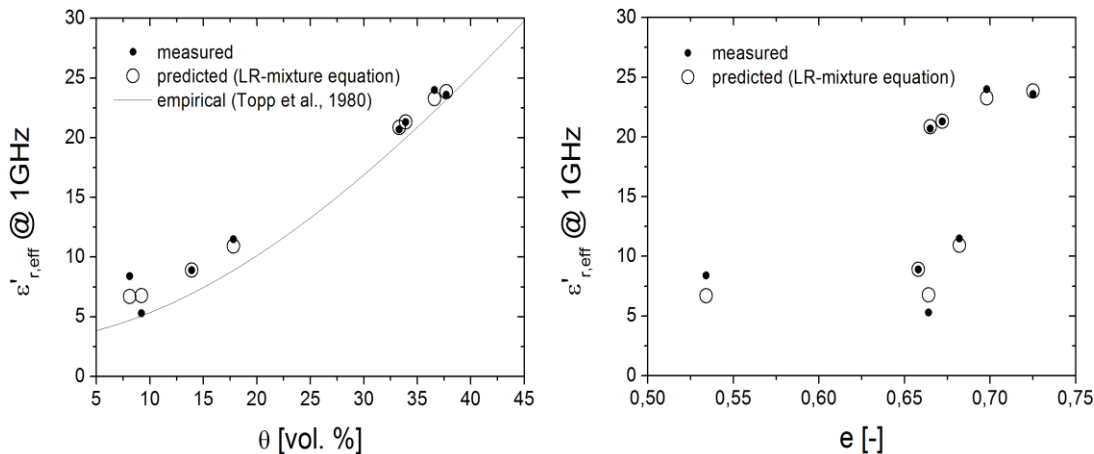 30
25
20
15
10
5
0
ε'r,eff @ 1GHz
measured
predicted (LR-mixture equation)
empirical (Topp et al., 1980)
5 10 15 20 25 30 35 40 45
θ [vol. %]
30
25
20
15
10
5
0
ε'r,eff @ 1GHz
measured
predicted (LR-mixture equation)
0,50 0,55 0,60 0,65 0,70 0,75
e [-]